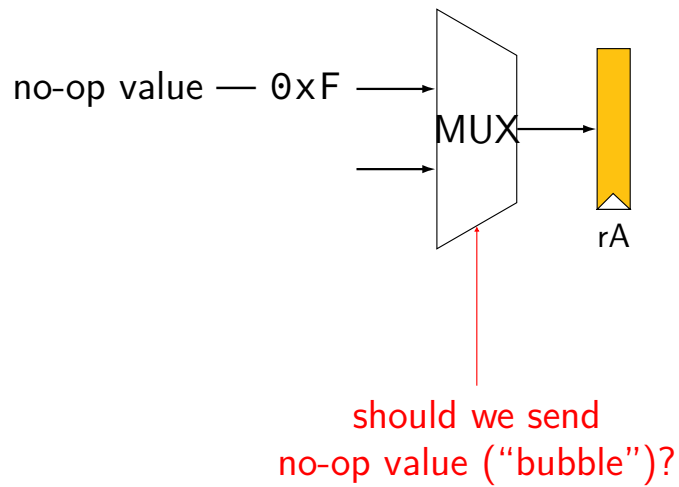 no-op value — 0xF
MUX
rA
should we send
no-op value (“bubble”)?